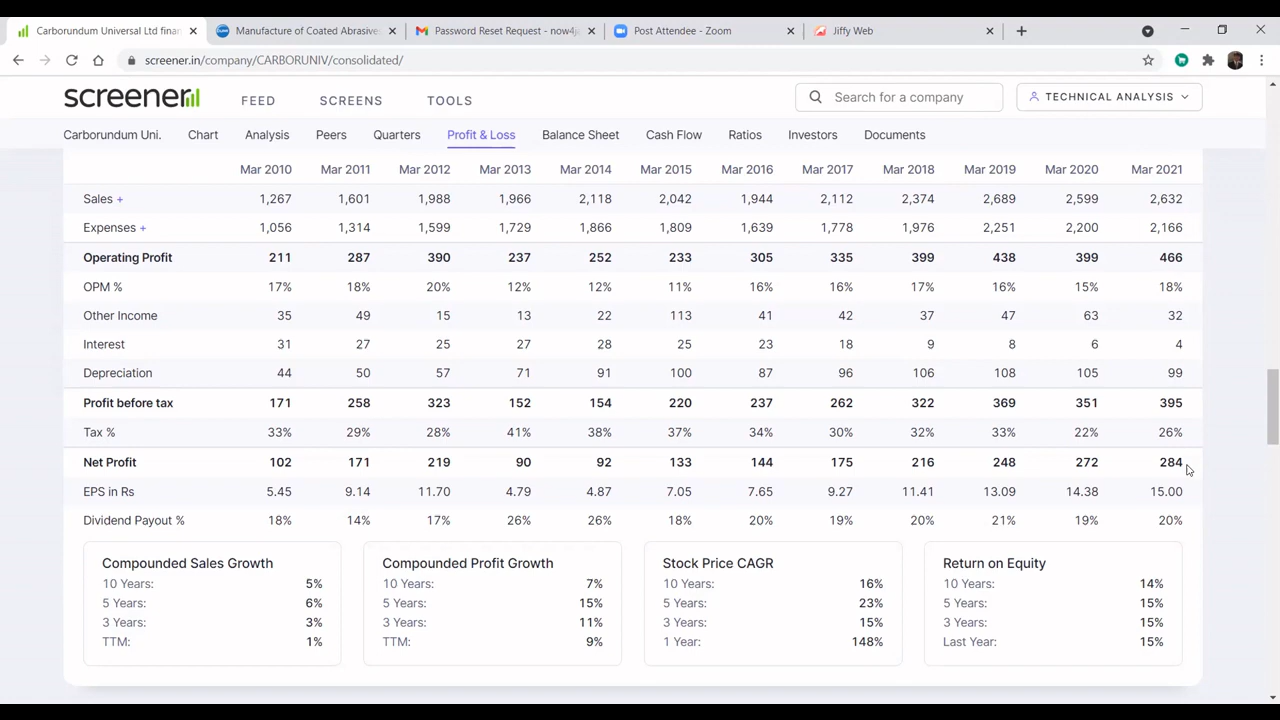 Carborundum Universal Ltd finan
Manufacture of Coated Abrasives
Password Reset Request - now4j
Post Attendee - Zoom
Jiffy Web
screener.in/company/CARBORUNIV/consolidated/
screener
FEED SCREENS TOOLS
Search for a company
TECHNICAL ANALYSIS
Carborundum Uni. Chart Analysis Peers Quarters Profit & Loss Balance Sheet Cash Flow Ratios Investors Documents
Mar 2010 Mar 2011 Mar 2012 Mar 2013 Mar 2014 Mar 2015 Mar 2016 Mar 2017 Mar 2018 Mar 2019 Mar 2020 Mar 2021
Sales + 1,267 1,601 1,988 1,966 2,118 2,042 1,944 2,112 2,374 2,689 2,599 2,632
Expenses + 1,056 1,314 1,599 1,729 1,866 1,809 1,639 1,778 1,976 2,251 2,200 2,166
Operating Profit 211 287 390 237 252 233 305 335 399 438 399 466
OPM % 17% 18% 20% 12% 12% 11% 16% 16% 17% 16% 15% 18%
Other Income 35 49 15 13 22 113 41 42 37 47 63 32
Interest 31 27 25 27 28 25 23 18 9 8 6 4
Depreciation 44 50 57 71 91 100 87 96 106 108 105 99
Profit before tax 171 258 323 152 154 220 237 262 322 369 351 395
Tax % 33% 29% 28% 41% 38% 37% 34% 30% 32% 33% 22% 26%
Net Profit 102 171 219 90 92 133 144 175 216 248 272 284
EPS in Rs 5.45 9.14 11.70 4.79 4.87 7.05 7.65 9.27 11.41 13.09 14.38 15.00
Dividend Payout % 18% 14% 17% 26% 26% 18% 20% 19% 20% 21% 19% 20%
Compounded Sales Growth
10 Years: 5%
5 Years: 6%
3 Years: 3%
TTM: 1%
Compounded Profit Growth
10 Years: 7%
5 Years: 15%
3 Years: 11%
TTM: 9%
Stock Price CAGR
10 Years: 16%
5 Years: 23%
3 Years: 15%
1 Year: 148%
Return on Equity
10 Years: 14%
5 Years: 15%
3 Years: 15%
Last Year: 15%